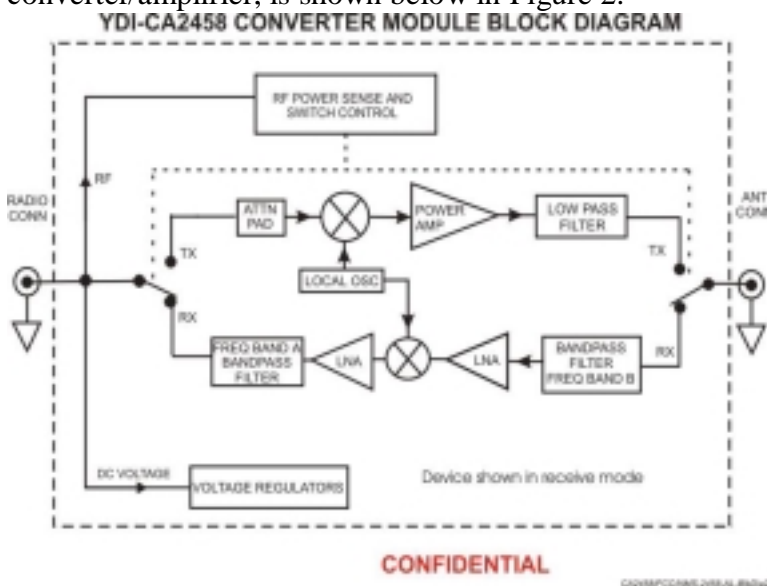 converter/amplifier, is shown below in Figure 2.
YDI-CA2458 CONVERTER MODULE BLOCK DIAGRAM
RF POWER SENSE AND
SWITCH CONTROL
RF
RADIO
CONN
ANT
CONN
ATTN
PAD
POWER
AMP
LOW PASS
FILTER
TX
TX
LOCAL OSC
RX
RX
FREQ BAND A
BANDPASS
FILTER
LNA
LNA
BANDPASS
FILTER
FREQ BAND B
DC VOLTAGE
VOLTAGE REGULATORS
Device shown in receive mode
CONFIDENTIAL